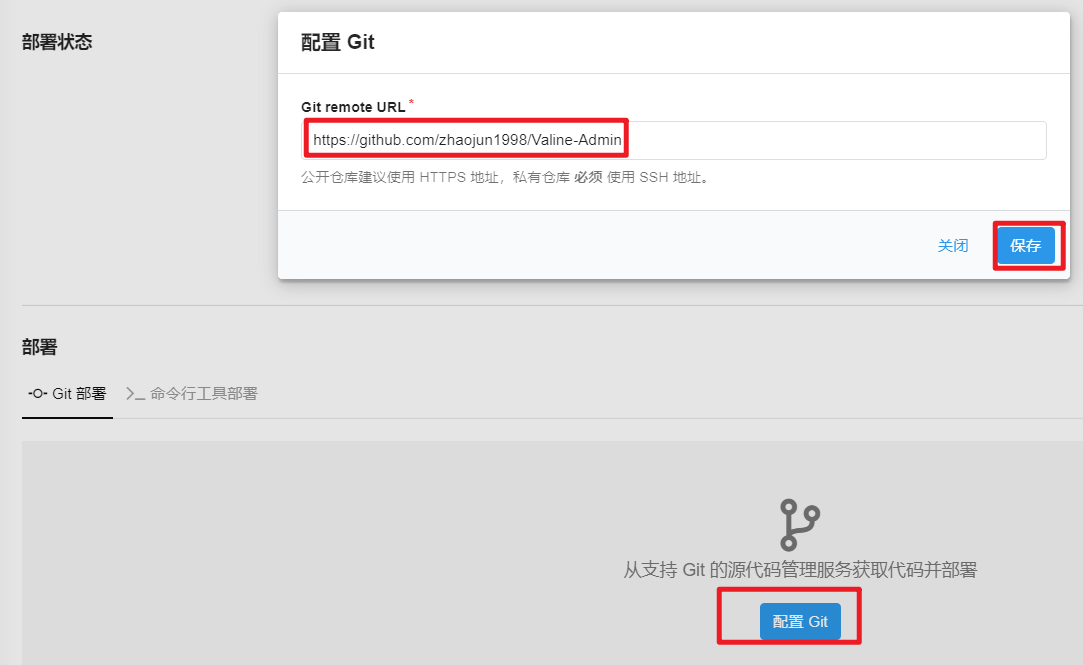 部署状态
配置 Git
Git remote URL *
https://github.com/zhaojun1998/Valine-Admin
公开仓库建议使用 HTTPS 地址，私有仓库 必须 使用 SSH 地址。
关闭
保存
部署
Git 部署
命令行工具部署
从支持 Git 的源代码管理服务获取代码并部署
配置 Git